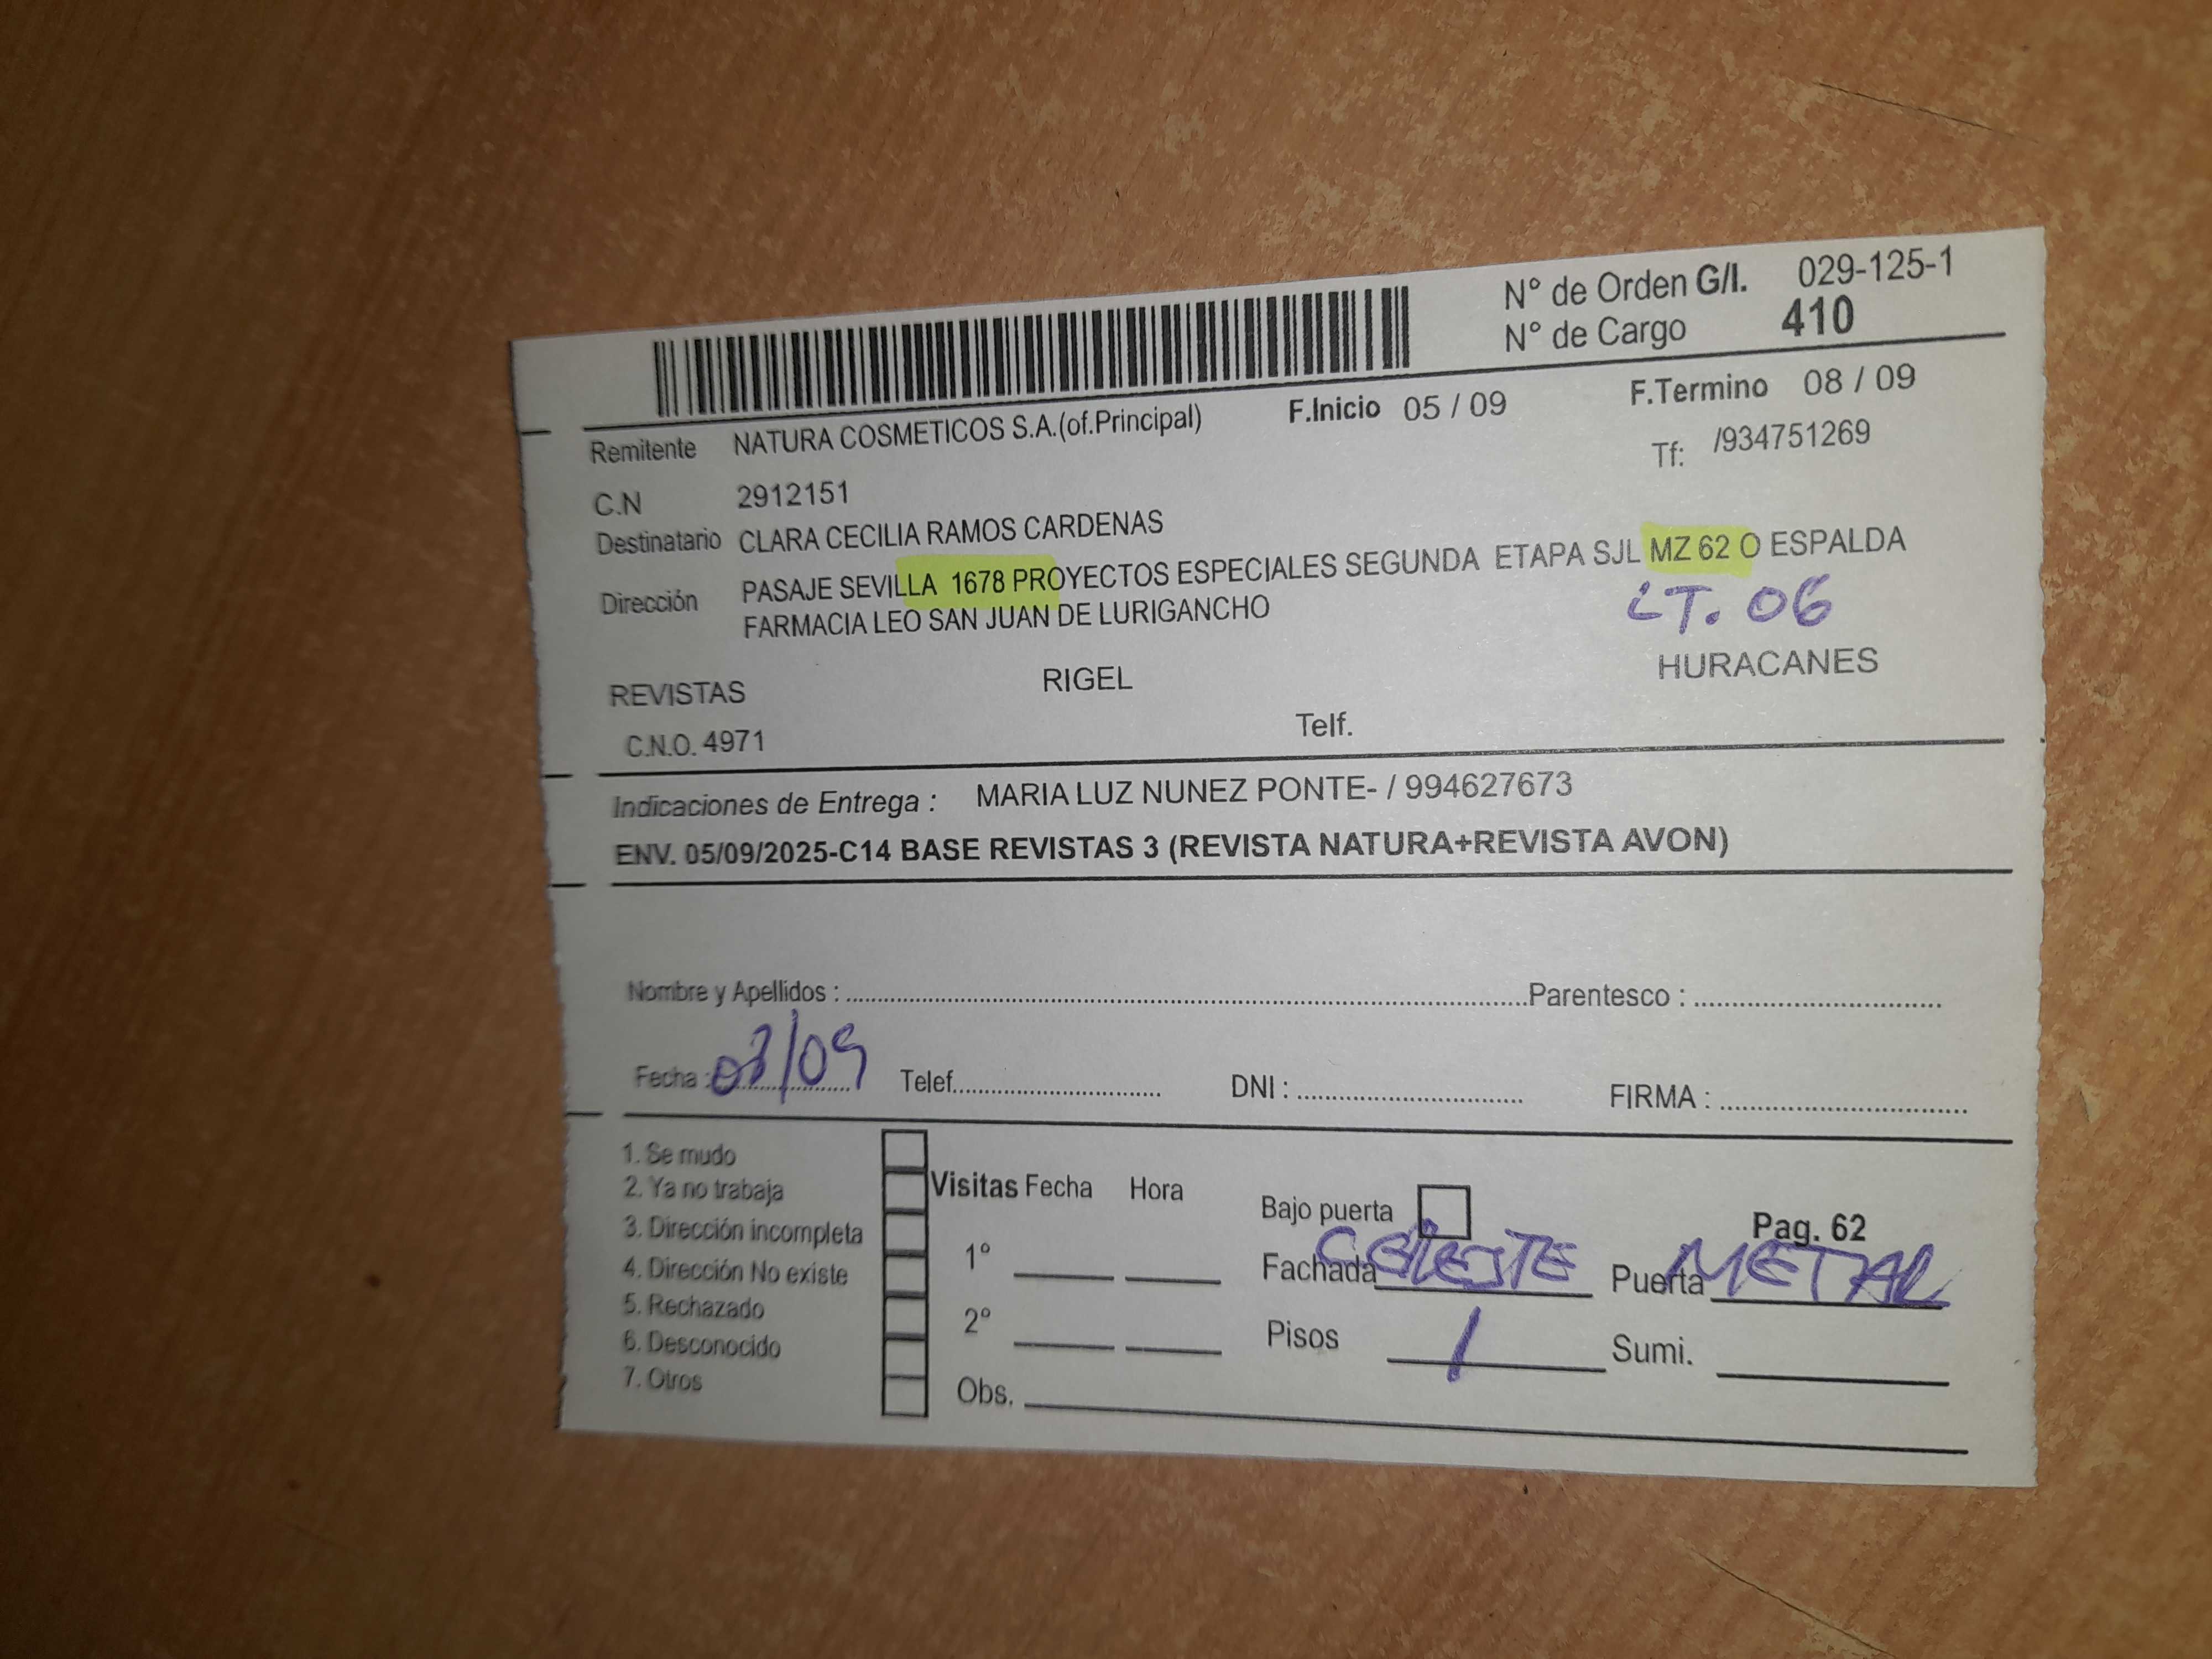 N° de Orden G/I. 029-125-1
N° de Cargo 410
F.Inicio 05 / 09 F.Termino 08 / 09
Remitente NATURA COSMETICOS S.A.(of.Principal) Tf: /934751269
C.N 2912151
Destinatario CLARA CECILIA RAMOS CARDENAS
Dirección PASAJE SEVILLA 1678 PROYECTOS ESPECIALES SEGUNDA ETAPA SJL MZ 62 O ESPALDA
FARMACIA LEO SAN JUAN DE LURIGANCHO LT. 06
REVISTAS RIGEL HURACANES
C.N.O. 4971 Telf.
Indicaciones de Entrega : MARIA LUZ NUNEZ PONTE- / 994627673
ENV. 05/09/2025-C14 BASE REVISTAS 3 (REVISTA NATURA+REVISTA AVON)
Nombre y Apellidos : Parentesco :
Fecha : /09 Telef. DNI : FIRMA :
1. Se mudo
2. Ya no trabaja
3. Dirección incompleta
4. Dirección No existe
5. Rechazado
6. Desconocido
7. Otros
Visitas Fecha Hora
1°
2°
Obs.
Bajo puerta Pag. 62
Fachada CELESTE Puerta METAL
Pisos 1 Sumi.